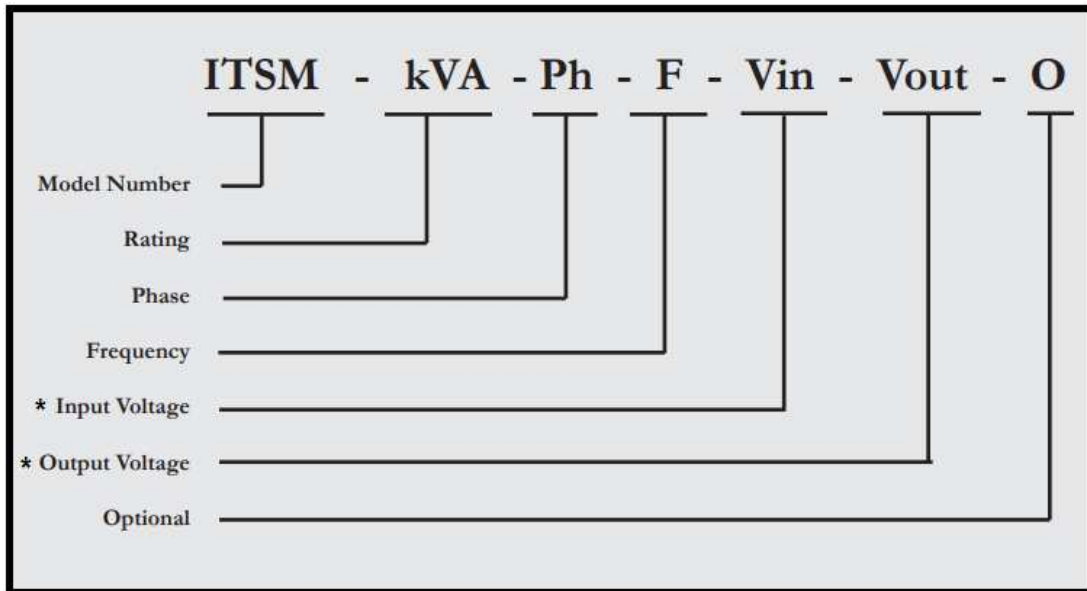 ITSM - kVA - Ph - F - Vin - Vout - O
Model Number
Rating
Phase
Frequency
* Input Voltage
* Output Voltage
Optional